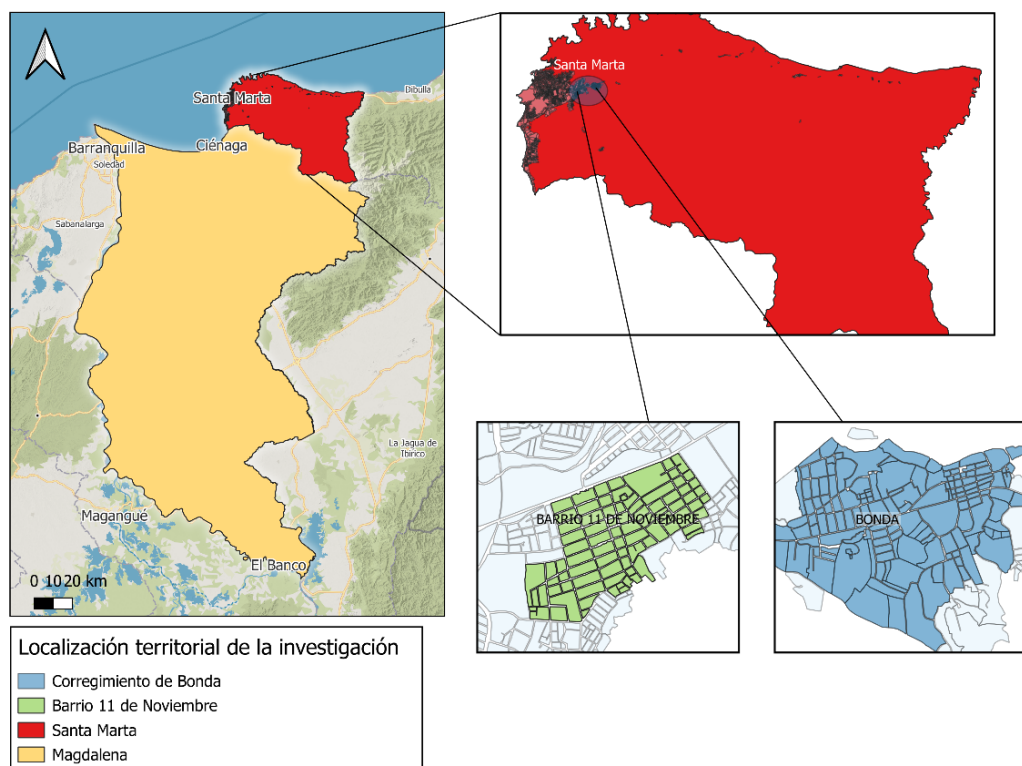 Santa Marta
Dibulla
Barranquilla
Ciénaga
Soledad
Sabanalarga
La Jagua de
Ibirico
Magangué
El Banco
0 10 20 km
Santa Marta
BARRIO 11 DE NOVIEMBRE
BONDA
Localización territorial de la investigación
Corregimiento de Bonda
Barrio 11 de Noviembre
Santa Marta
Magdalena